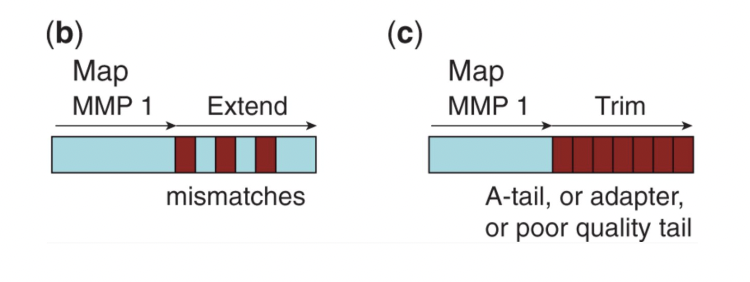 (b)
Map
MMP 1
Extend
mismatches
(c)
Map
MMP 1
Trim
A-tail, or adapter,
or poor quality tail